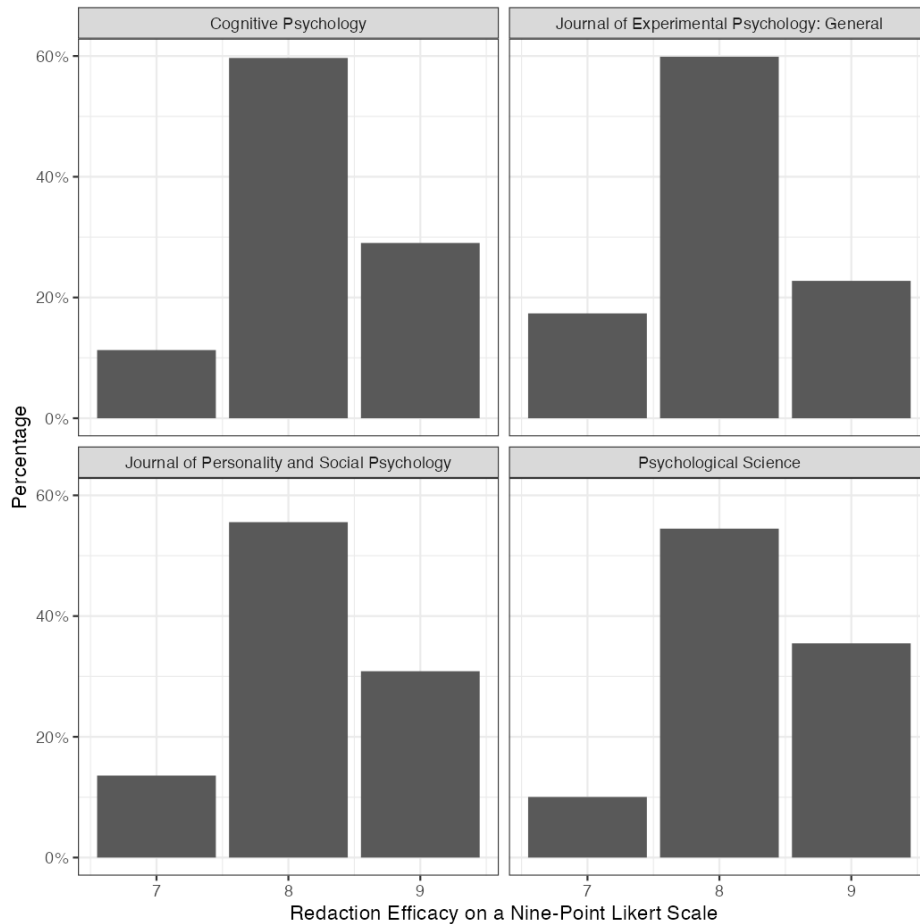 Cognitive Psychology
Journal of Experimental Psychology: General
60%
40%
20%
0%
Journal of Personality and Social Psychology
Psychological Science
60%
40%
20%
0%
7
8
9
7
8
9
Percentage
Redaction Efficacy on a Nine-Point Likert Scale